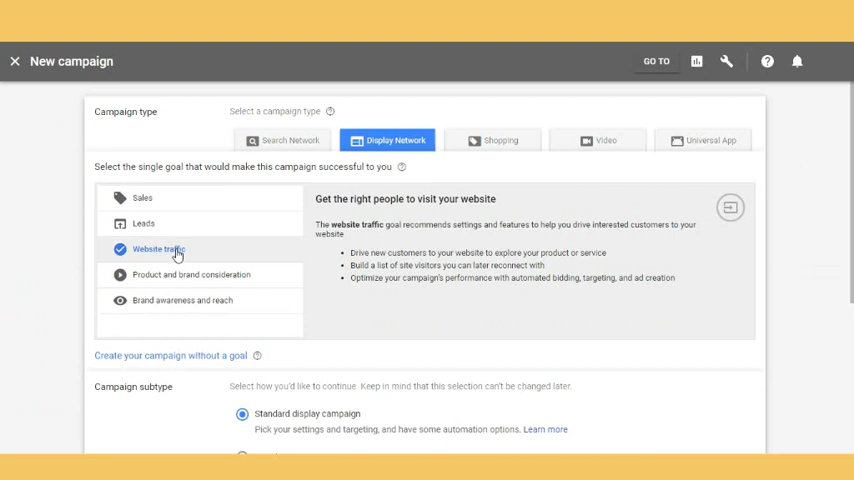 New campaign
GO TO
Campaign type
Select a campaign type
Search Network
Display Network
Shopping
Video
Universal App
Select the single goal that would make this campaign successful to you
Sales
Leads
Website traffic
Product and brand consideration
Brand awareness and reach
Get the right people to visit your website
The website traffic goal recommends settings and features to help you drive interested customers to your
website
• Drive new customers to your website to explore your product or service
• Build a list of site visitors you can later reconnect with
• Optimize your campaign's performance with automated bidding, targeting, and ad creation
Create your campaign without a goal
Campaign subtype
Select how you'd like to continue. Keep in mind that this selection can't be changed later.
Standard display campaign
Pick your settings and targeting, and have some automation options. Learn more